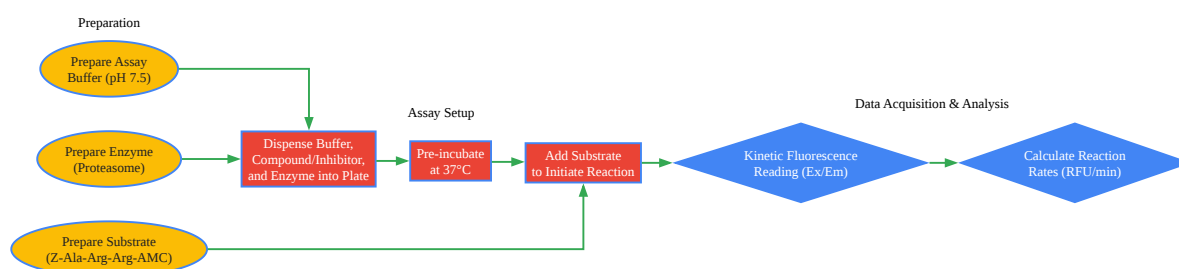 Preparation
Prepare Assay
Buffer (pH 7.5)
Assay Setup
Data Acquisition & Analysis
Prepare Enzyme
(Proteasome)
Dispense Buffer,
Compound/Inhibitor,
and Enzyme into Plate
Pre-incubate
at 37°C
Add Substrate
to Initiate Reaction
Kinetic Fluorescence
Reading (Ex/Em)
Calculate Reaction
Rates (RFU/min)
Prepare Substrate
(Z-Ala-Arg-Arg-AMC)